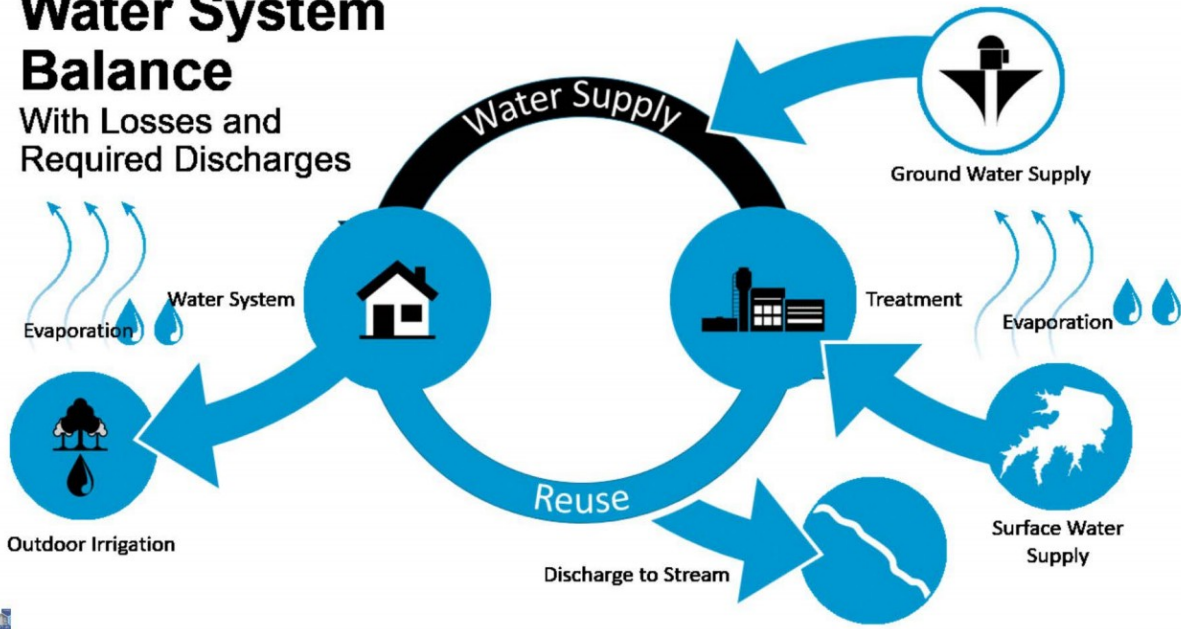 Water System
Balance
With Losses and
Required Discharges
Water Supply
Ground Water Supply
Water System
Treatment
Evaporation
Evaporation
Reuse
Outdoor Irrigation
Surface Water
Supply
Discharge to Stream